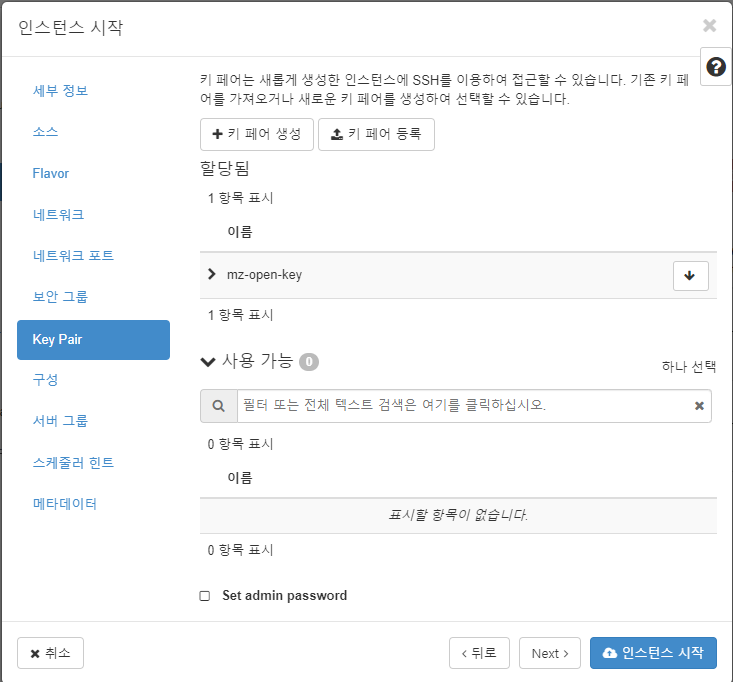 인스턴스 시작
세부 정보
소스
Flavor
네트워크
네트워크 포트
보안 그룹
Key Pair
구성
서버 그룹
스케줄러 힌트
메타데이터
키 페어는 새롭게 생성한 인스턴스에 SSH를 이용하여 접근할 수 있습니다. 기존 키 페
어를 가져오거나 새로운 키 페어를 생성하여 선택할 수 있습니다.
키 페어 생성 키 페어 등록
할당됨
1 항목 표시
이름
mz-open-key
1 항목 표시
사용 가능 0 하나 선택
필터 또는 전체 텍스트 검색은 여기를 클릭하십시오.
0 항목 표시
이름
표시할 항목이 없습니다.
0 항목 표시
Set admin password
취소 뒤로 Next 인스턴스 시작